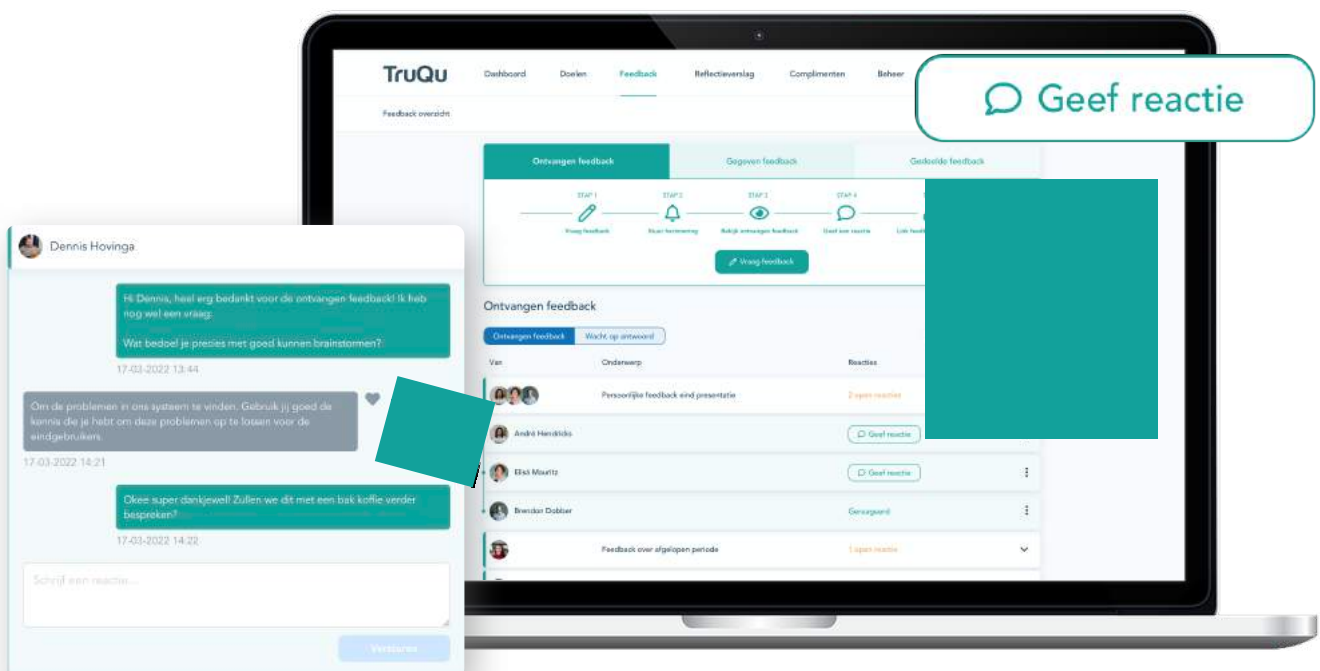 TruQu
Dashboard
Doelen
Feedback
Reflectieverslag
Complimenten
Beheer
Geef reactie
Feedback overzicht
Ontvangen feedback
Gegeven feedback
Gedeelde feedback
STAP 1
STAP 2
STAP 3
STAP 4
Vraag feedback
Stuur herinnering
Bekijk ontvangen feedback
Geef een reactie
Vraag feedback
Ontvangen feedback
Ontvangen feedback
Wacht op antwoord
Van
Onderwerp
Reacties
Persoonlijke feedback eind presentatie
2 open reacties
André Hendricks
Geef reactie
Elisá Mauritz
Geef reactie
Brendan Dobber
Gereageerd
Feedback over afgelopen periode
1 open reactie
Dennis Hovinga
Hi Dennis, heel erg bedankt voor de ontvangen feedback! Ik heb
nog wel een vraag:
Wat bedoel je precies met goed kunnen brainstormen?
17-03-2022 13:44
Om de problemen in ons systeem te vinden. Gebruik jij goed de
kennis die je hebt om deze problemen op te lossen voor de
eindgebruikers.
17-03-2022 14:21
Okee super dankjewel! Zullen we dit met een bak koffie verder
bespreken?
17-03-2022 14:22
Schrijf een reactie...
Versturen